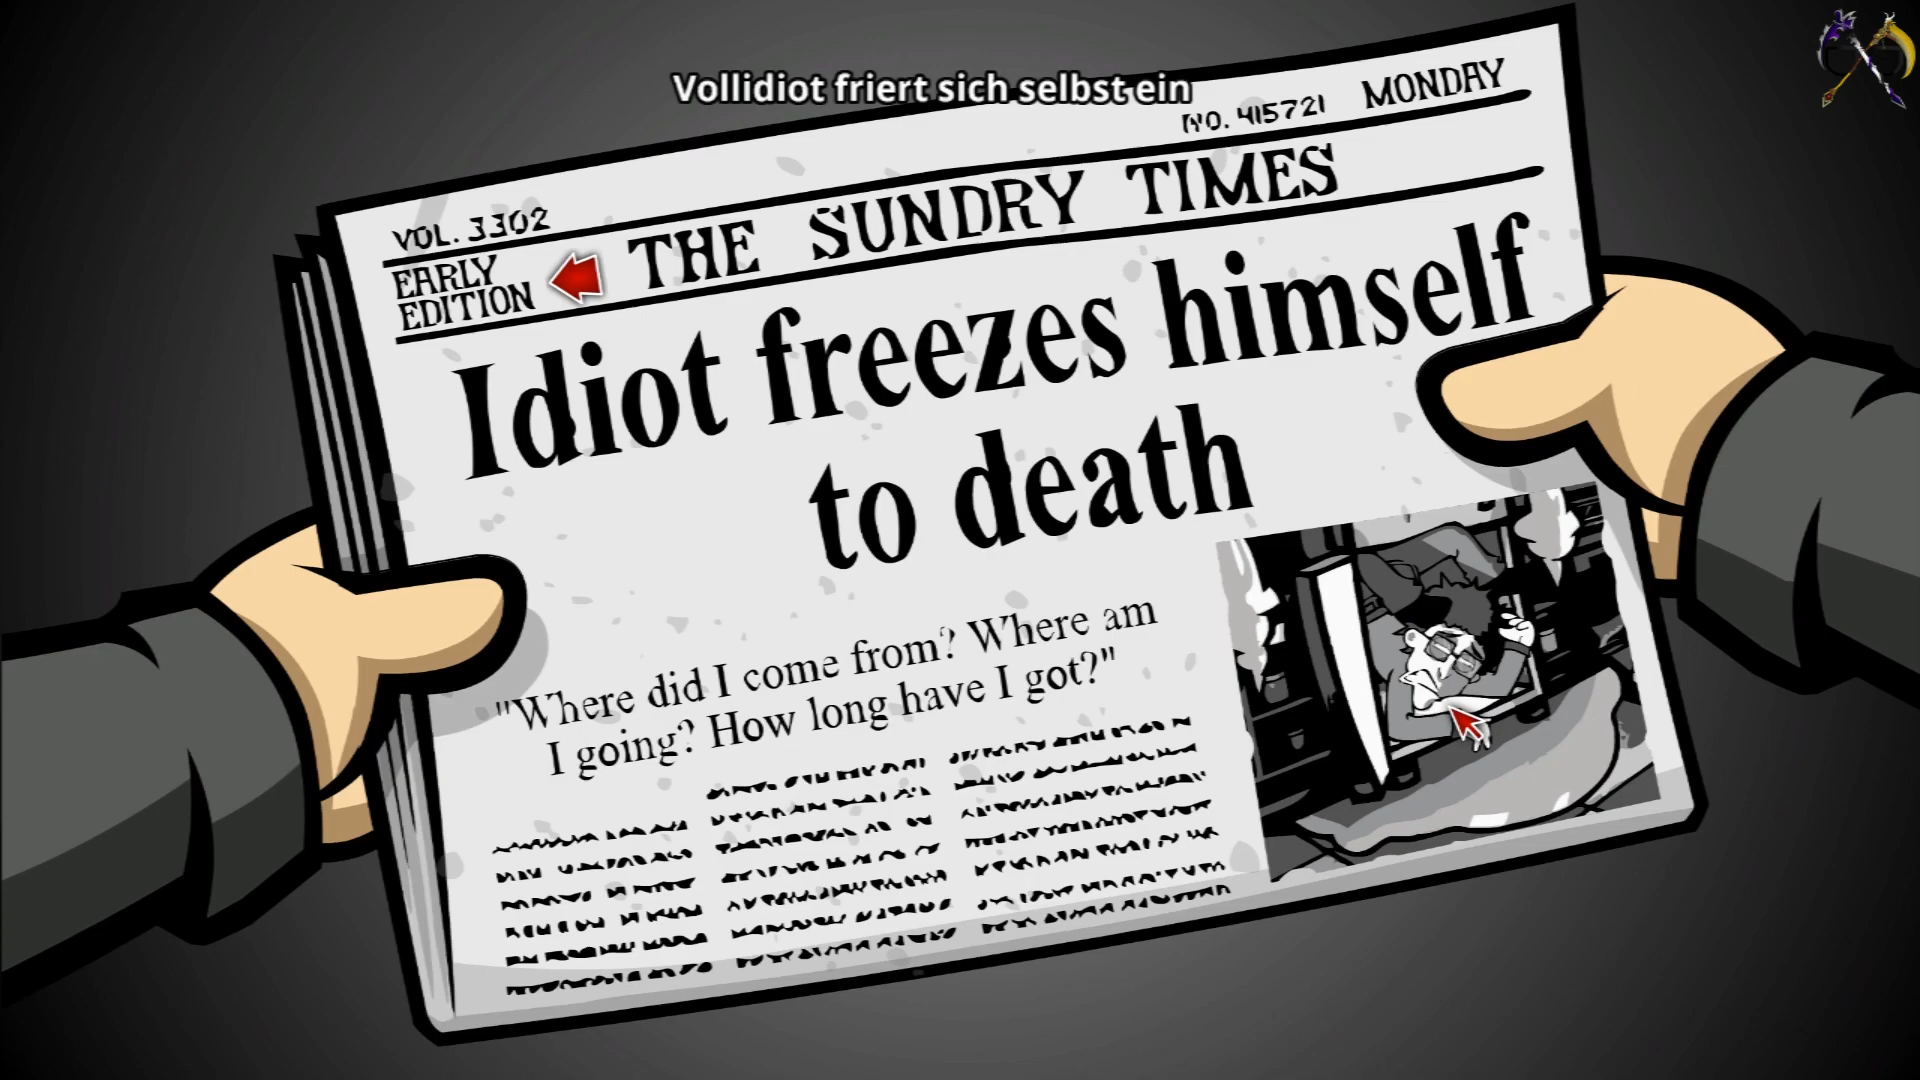 Vollidiot friert sich selbst ein
NO. 415721 MONDAY
VOL. 3302
EARLY
EDITION
THE SUNDRY TIMES
Idiot freezes himself
to death
"Where did I come from? Where am
I going? How long have I got?"